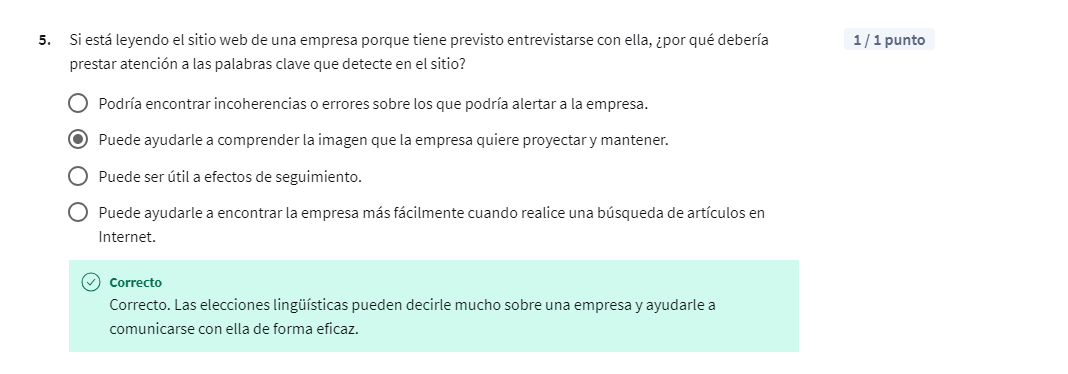 5. Si está leyendo el sitio web de una empresa porque tiene previsto entrevistarse con ella, ¿por qué debería
1 / 1 punto
prestar atención a las palabras clave que detecte en el sitio?
Podría encontrar incoherencias o errores sobre los que podría alertar a la empresa.
Puede ayudarle a comprender la imagen que la empresa quiere proyectar y mantener.
Puede ser útil a efectos de seguimiento.
Puede ayudarle a encontrar la empresa más fácilmente cuando realice una búsqueda de artículos en
Internet.
Correcto
Correcto. Las elecciones lingüísticas pueden decirle mucho sobre una empresa y ayudarle a
comunicarse con ella de forma eficaz.